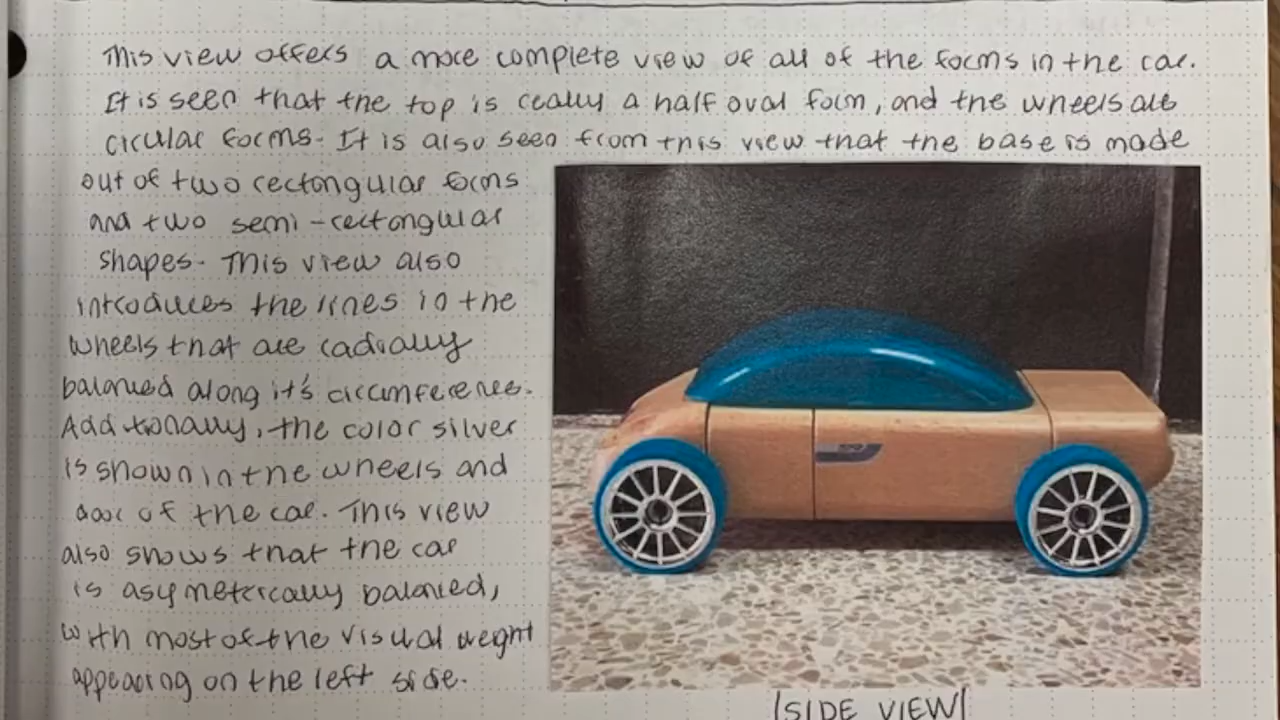 This view offers a more complete view of all of the forms in the car.
It is seen that the top is really a half oval form, and the wheels are
circular forms. It is also seen from this view that the base is made
out of two rectangular forms
and two semi-rectangular
shapes. This view also
introduces the lines in the
wheels that are radially
balanced along it's circumference.
Additionally, the color silver
is shown in the wheels and
door of the car. This view
also shows that the car
is asymetercally balanced,
with most of the visual weight
appearing on the left side.
|SIDE VIEW|